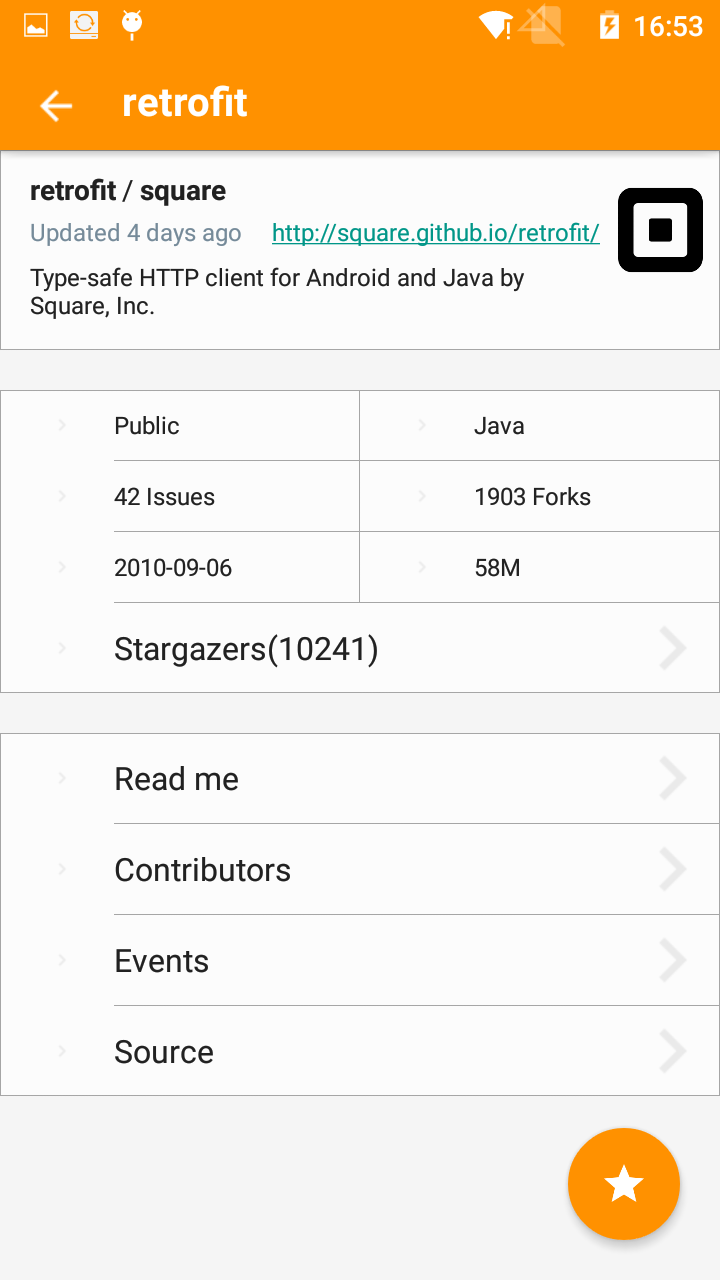 16:53
retrofit
retrofit / square
Updated 4 days ago http://square.github.io/retrofit/
Type-safe HTTP client for Android and Java by
Square, Inc.
Public Java
42 Issues 1903 Forks
2010-09-06 58M
Stargazers(10241)
Read me
Contributors
Events
Source